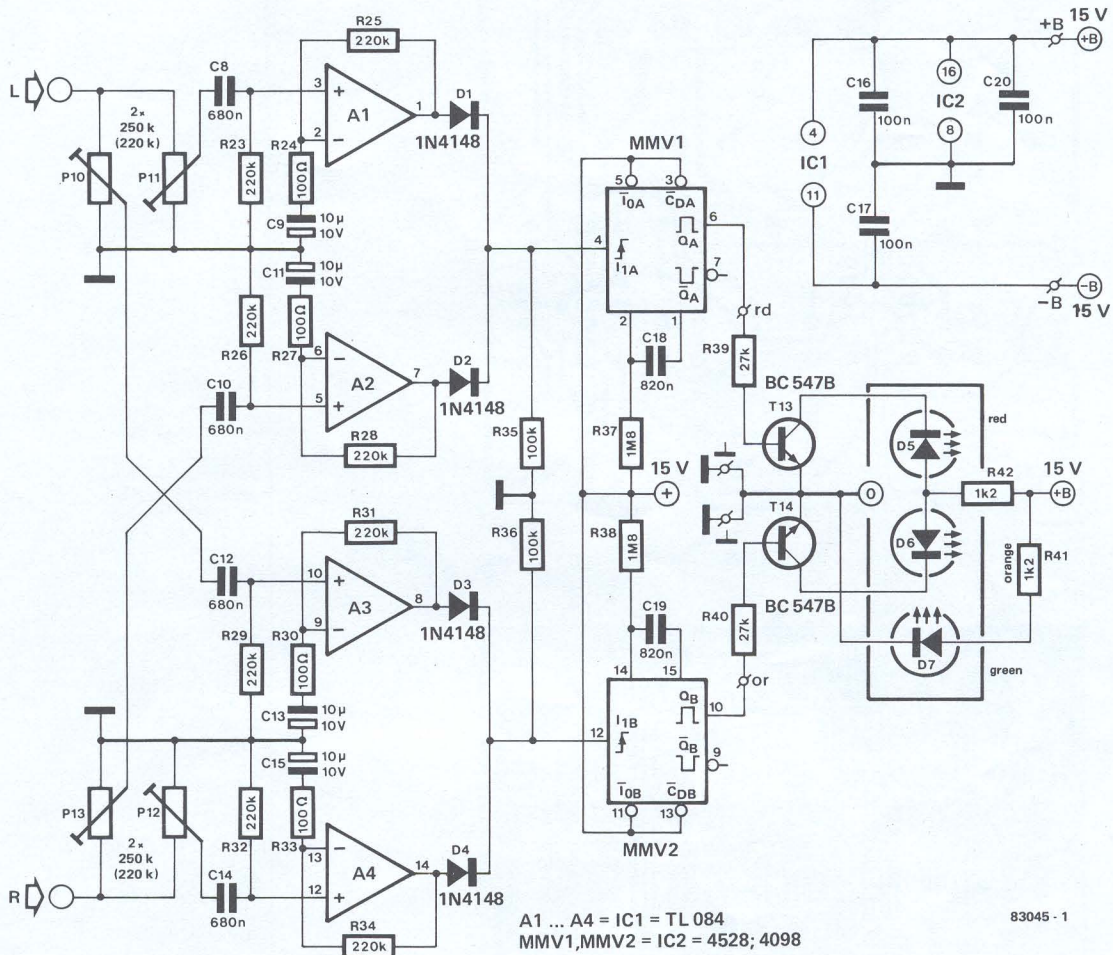 L
2x
250 k
(220 k)
P10
P11
C8
680n
R23
220k
R24
100Ω
C9
10µ
10V
R25
220k
3
+
A1
2
−
1
D1
1N4148
C11
10µ
10V
R26
220k
R27
100Ω
C10
680n
6
−
A2
5
+
7
D2
1N4148
R28
220k
C12
680n
R29
220k
R30
100Ω
C13
10µ
10V
R31
220k
10
+
A3
9
−
8
D3
1N4148
C15
10µ
10V
R32
220k
R33
100Ω
P13
P12
2x
250 k
(220 k)
C14
680n
R
13
−
A4
12
+
14
D4
1N4148
R34
220k
R35
100k
R36
100k
MMV1
5
3
I0A
CDA
4
I1A
6
QA
7
QA
2
1
C18
820n
R37
1M8
15 V
+
R38
1M8
C19
820n
14
15
12
I1B
QB
10
QB
9
I0B
CDB
11
13
MMV2
rd
R39
27k
BC 547B
T13
T14
BC 547B
R40
27k
or
0
D5
red
D6
orange
D7
green
R42
1k2
15 V
+B
R41
1k2
4
IC1
11
C16
100n
C17
100n
16
IC2
8
C20
100n
+B
15 V
+B
−B
−B
15 V
A1 ... A4 = IC1 = TL 084
MMV1,MMV2 = IC2 = 4528; 4098
83045 - 1